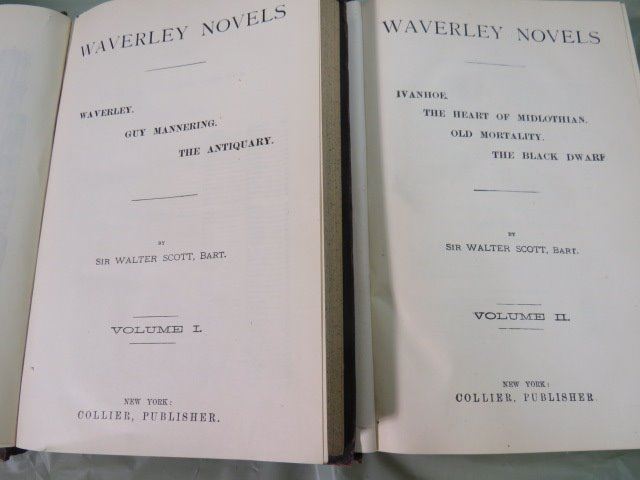 WAVERLEY NOVELS
WAVERLEY.
GUY MANNERING.
THE ANTIQUARY.
BY
SIR WALTER SCOTT, BART.
VOLUME I.
NEW YORK:
COLLIER, PUBLISHER.
WAVERLEY NOVELS
IVANHOE.
THE HEART OF MIDLOTHIAN.
OLD MORTALITY.
THE BLACK DWARF
BY
SIR WALTER SCOTT, BART.
VOLUME II.
NEW YORK:
COLLIER, PUBLISHER